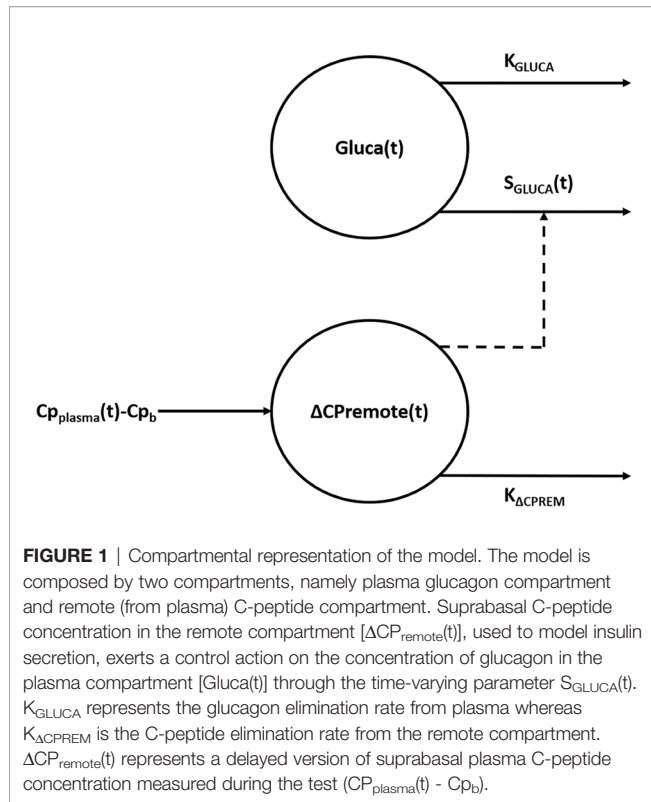 K_GLUCA
Gluca(t)
S_GLUCA(t)
Cp_plasma(t)-Cp_b
ΔCPremote(t)
K_ΔCPREM
FIGURE 1 | Compartmental representation of the model. The model is
composed by two compartments, namely plasma glucagon compartment
and remote (from plasma) C-peptide compartment. Suprabasal C-peptide
concentration in the remote compartment [ΔCP_remote(t)], used to model insulin
secretion, exerts a control action on the concentration of glucagon in the
plasma compartment [Gluca(t)] through the time-varying parameter S_GLUCA(t).
K_GLUCA represents the glucagon elimination rate from plasma whereas
K_ΔCPREM is the C-peptide elimination rate from the remote compartment.
ΔCP_remote(t) represents a delayed version of suprabasal plasma C-peptide
concentration measured during the test (CP_plasma(t) - Cp_b).